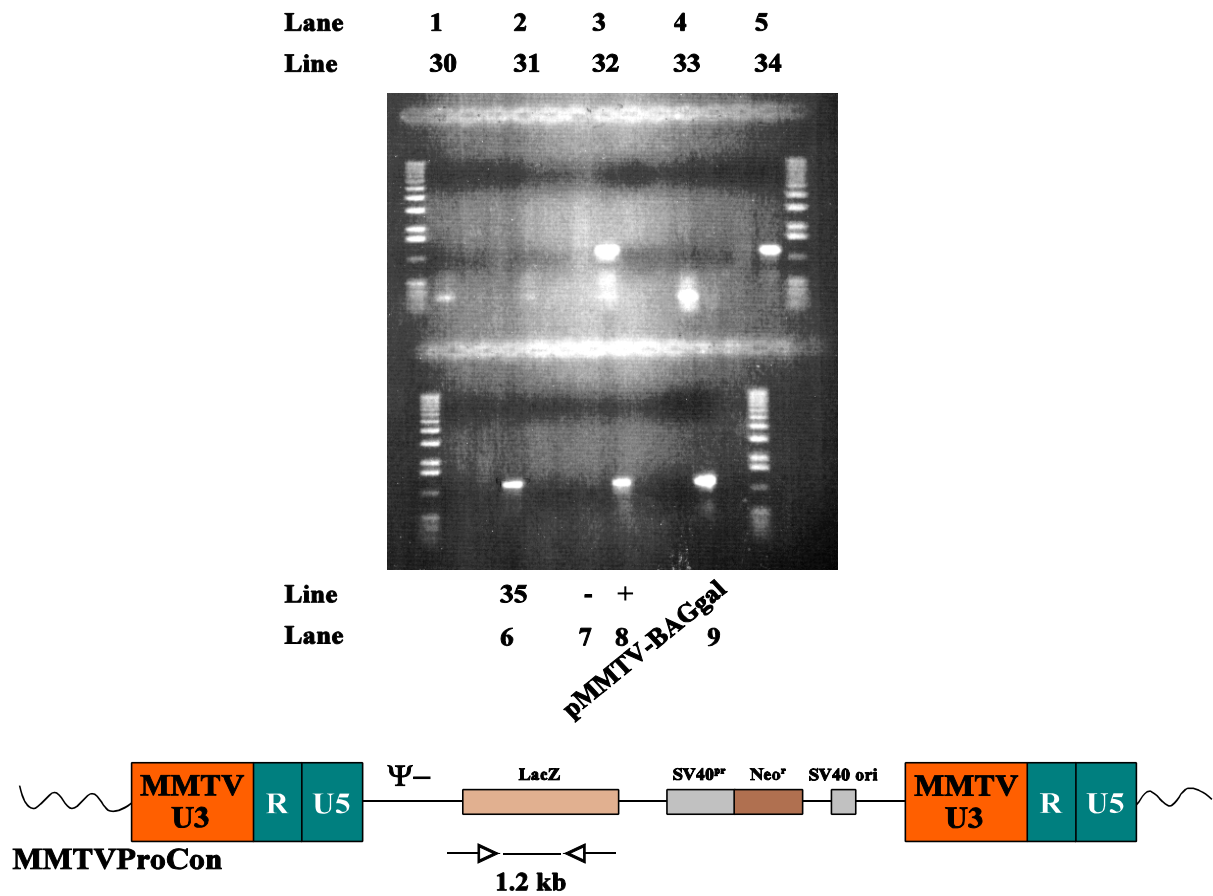 Lane 1 2 3 4 5
Line 30 31 32 33 34
Line 35 - +
Lane 6 7 8 9
pMMTV-BAGgal
Ψ– LacZ SV40pr Neor SV40 ori
MMTV U3 R U5 MMTV U3 R U5
MMTVProCon
1.2 kb